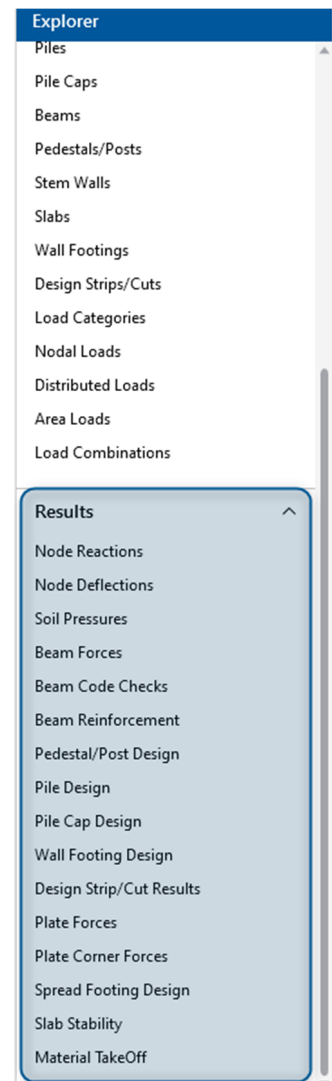 Explorer
Piles
Pile Caps
Beams
Pedestals/Posts
Stem Walls
Slabs
Wall Footings
Design Strips/Cuts
Load Categories
Nodal Loads
Distributed Loads
Area Loads
Load Combinations
Results
Node Reactions
Node Deflections
Soil Pressures
Beam Forces
Beam Code Checks
Beam Reinforcement
Pedestal/Post Design
Pile Design
Pile Cap Design
Wall Footing Design
Design Strip/Cut Results
Plate Forces
Plate Corner Forces
Spread Footing Design
Slab Stability
Material TakeOff